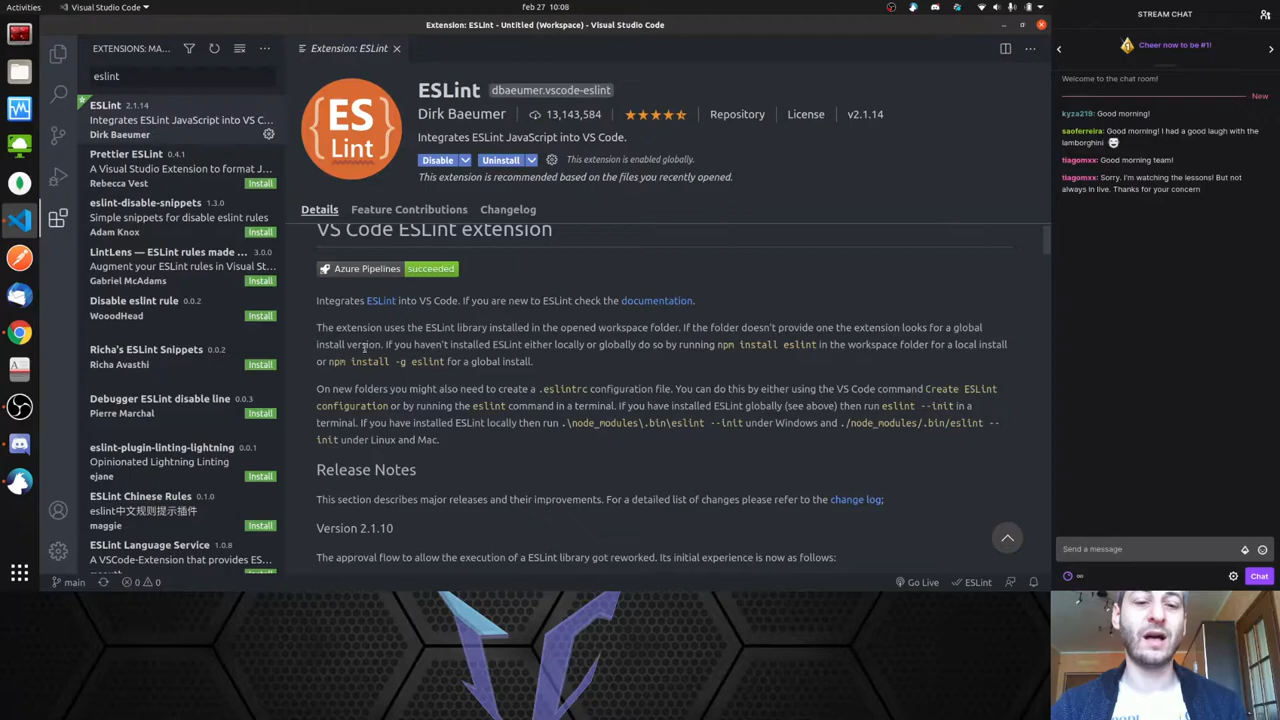 Activities
Visual Studio Code
feb 27 10:08
Extension: ESLint - Untitled (Workspace) - Visual Studio Code
EXTENSIONS: MA...
eslint
ESLint 2.1.14
Integrates ESLint JavaScript into VS C...
Dirk Baeumer
Prettier ESLint 0.4.1
A Visual Studio Extension to format J...
Rebecca Vest
Install
eslint-disable-snippets 1.3.0
Simple snippets for disable eslint rules
Adam Knox
Install
LintLens — ESLint rules made ... 3.0.0
Augment your ESLint rules in Visual St...
Gabriel McAdams
Install
Disable eslint rule 0.0.2
WooodHead
Install
Richa's ESLint Snippets 0.0.2
Richa Avasthi
Install
Debugger ESLint disable line 0.0.3
Pierre Marchal
Install
eslint-plugin-linting-lightning 0.0.1
Opinionated Lightning Linting
ejane
Install
ESLint Chinese Rules 0.1.0
eslint中文规则提示插件
maggie
Install
ESLint Language Service 1.0.8
A VSCode-Extension that provides ES...
main
0
0
Extension: ESLint
ES
Lint
ESLint dbaeumer.vscode-eslint
Dirk Baeumer 13,143,584 Repository License v2.1.14
Integrates ESLint JavaScript into VS Code.
Disable Uninstall This extension is enabled globally.
This extension is recommended based on the files you recently opened.
Details Feature Contributions Changelog
VS Code ESLint extension
Azure Pipelines succeeded
Integrates ESLint into VS Code. If you are new to ESLint check the documentation.
The extension uses the ESLint library installed in the opened workspace folder. If the folder doesn't provide one the extension looks for a global
install version. If you haven't installed ESLint either locally or globally do so by running npm install eslint in the workspace folder for a local install
or npm install -g eslint for a global install.
On new folders you might also need to create a .eslintrc configuration file. You can do this by either using the VS Code command Create ESLint
configuration or by running the eslint command in a terminal. If you have installed ESLint globally (see above) then run eslint --init in a
terminal. If you have installed ESLint locally then run .\node_modules\.bin\eslint --init under Windows and ./node_modules/.bin/eslint --
init under Linux and Mac.
Release Notes
This section describes major releases and their improvements. For a detailed list of changes please refer to the change log;
Version 2.1.10
The approval flow to allow the execution of a ESLint library got reworked. Its initial experience is now as follows:
Go Live
ESLint
STREAM CHAT
1
Cheer now to be #1!
Welcome to the chat room!
New
kyza219: Good morning!
saoferreira: Good morning! I had a good laugh with the
lamborghini
tiagomxx: Good morning team!
tiagomxx: Sorry. I'm watching the lessons! But not
always in live. Thanks for your concern
Send a message
∞
Chat